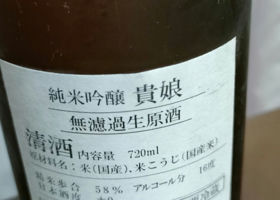 純米吟醸 貴娘
無濾過生原酒
清酒 内容量 720ml
原材料名：米(国産)、米こうじ(国産米)
精米歩合 58% アルコール分 16度
日本酒度